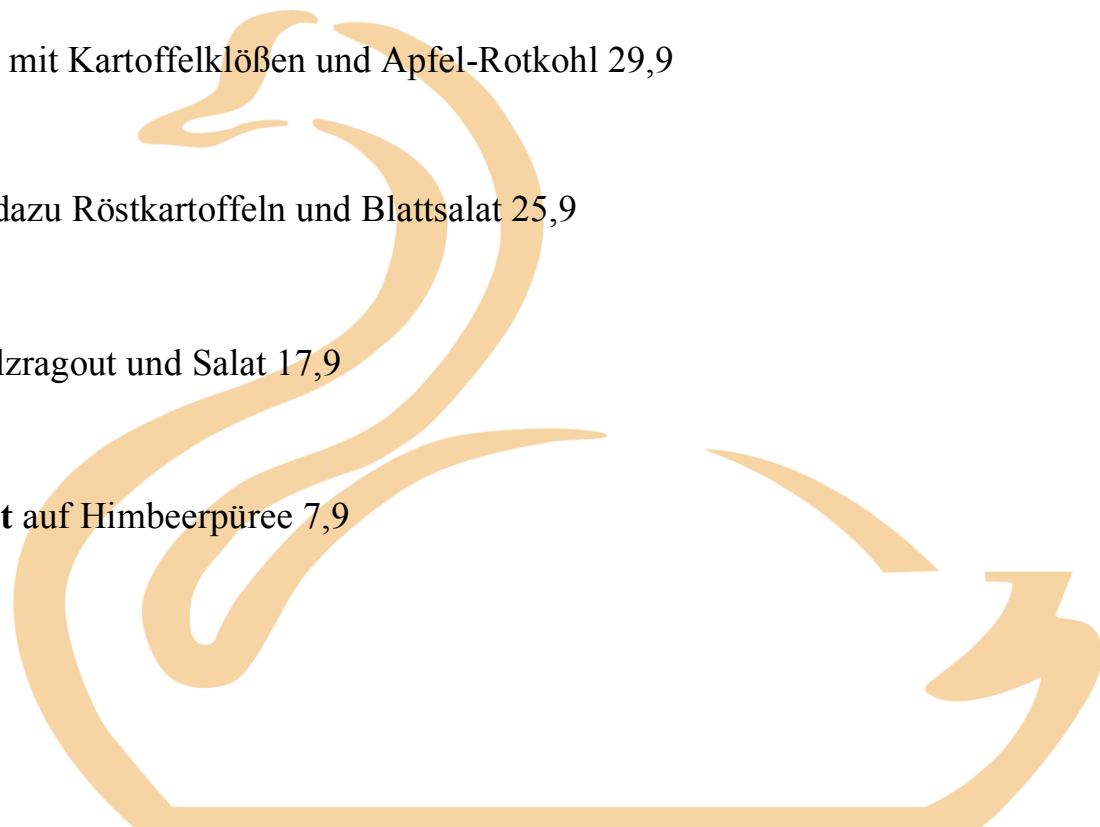 mit Kartoffelklößen und Apfel-Rotkohl 29,9
dazu Röstkartoffeln und Blattsalat 25,9
lzragout und Salat 17,9
t auf Himbeerpüree 7,9